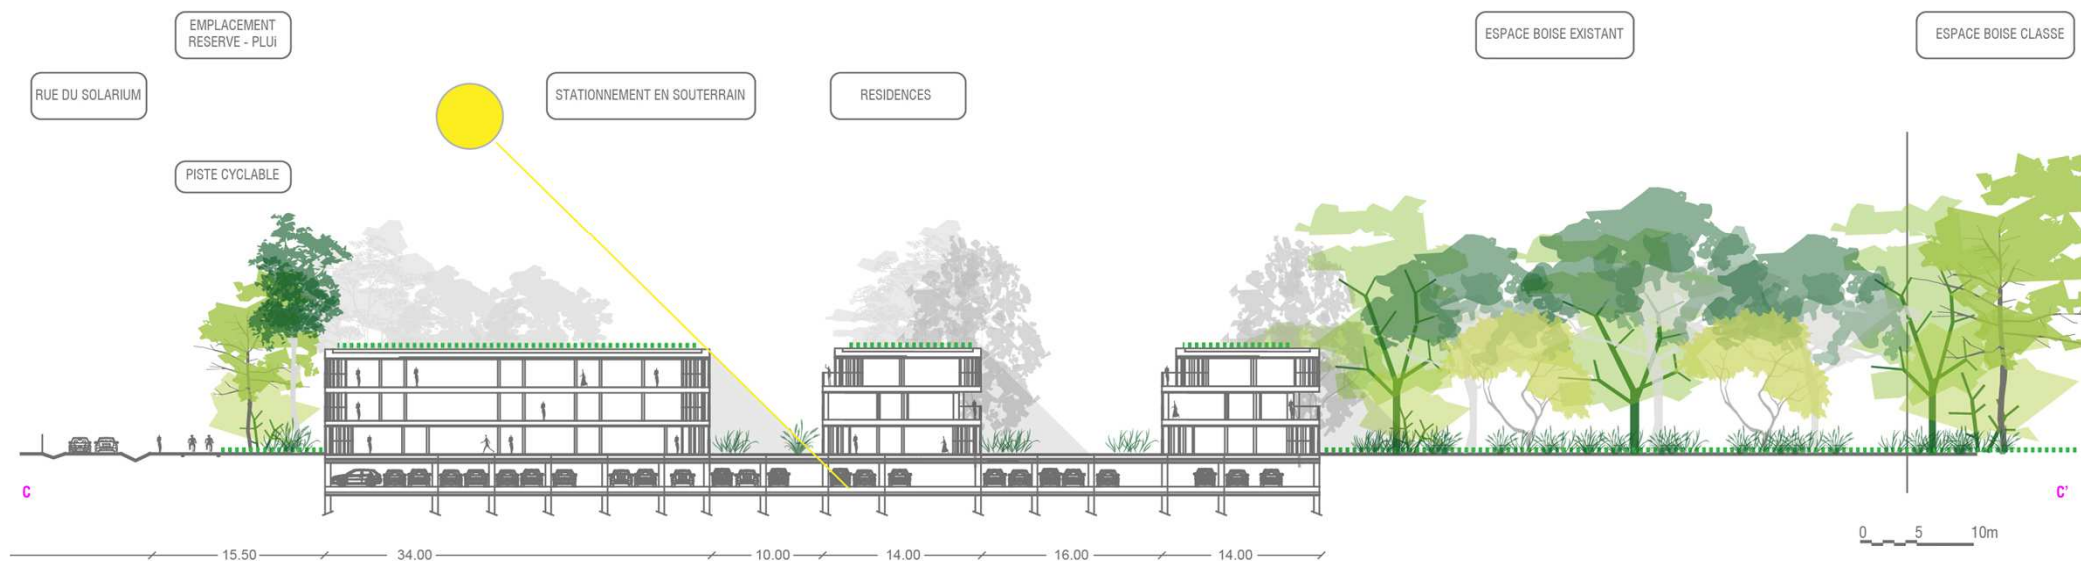 EMPLACEMENT
RESERVE - PLUi
ESPACE BOISE EXISTANT
ESPACE BOISE CLASSE
RUE DU SOLARIUM
STATIONNEMENT EN SOUTERRAIN
RESIDENCES
PISTE CYCLABLE
C
C'
0 5 10m
15.50 34.00 10.00 14.00 16.00 14.00